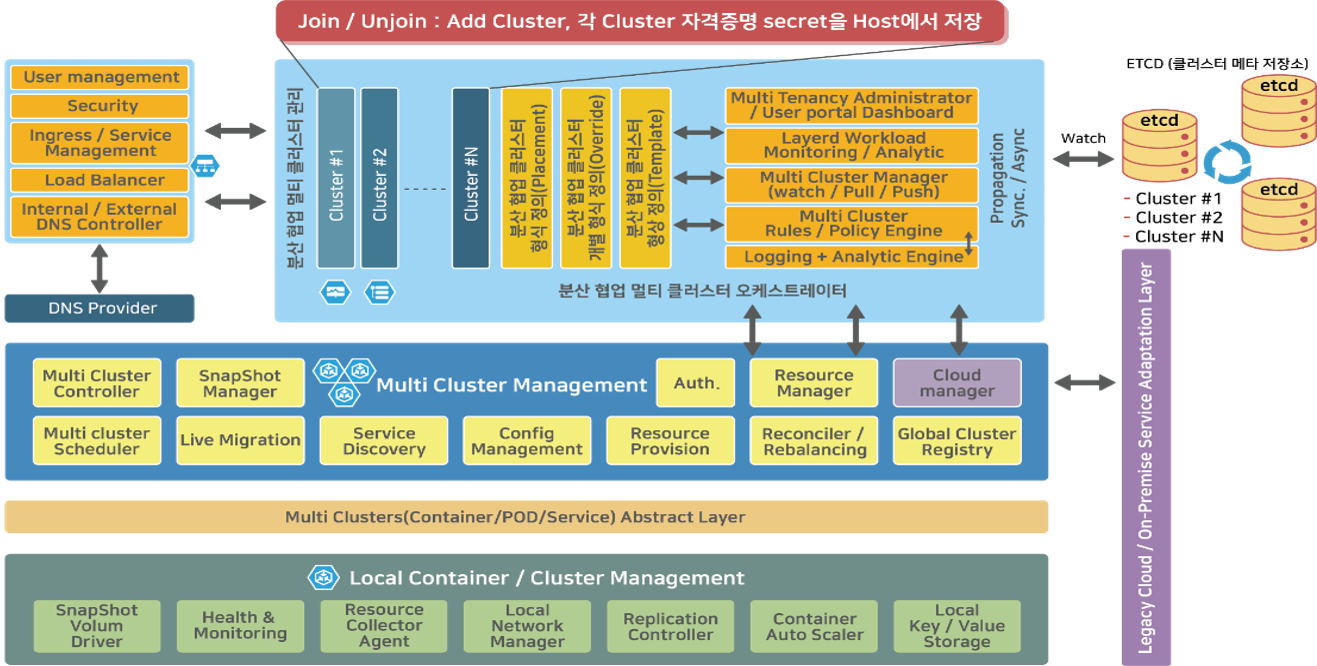 Join / Unjoin : Add Cluster, 각 Cluster 자격증명 secret을 Host에서 저장
User management
Security
Ingress / Service
Management
Load Balancer
Internal / External
DNS Controller
DNS Provider
분산 협업 멀티 클러스터 관리
Cluster #1
Cluster #2
Cluster #N
분산 협업 클러스터
형식 정의(Placement)
분산 협업 클러스터
개별 형식 정의(Override)
분산 협업 클러스터
형상 정의(Template)
Multi Tenancy Administrator
/ User portal Dashboard
Layerd Workload
Monitoring / Analytic
Multi Cluster Manager
(watch / Pull / Push)
Multi Cluster
Rules / Policy Engine
Logging + Analytic Engine
Propagation
Sync. / Async
분산 협업 멀티 클러스터 오케스트레이터
Watch
ETCD (클러스터 메타 저장소)
etcd
etcd
etcd
- Cluster #1
- Cluster #2
- Cluster #N
Legacy Cloud / On-Premise Service Adaptation Layer
Multi Cluster
Controller
SnapShot
Manager
Multi Cluster Management
Auth.
Resource
Manager
Cloud
manager
Multi cluster
Scheduler
Live Migration
Service
Discovery
Config
Management
Resource
Provision
Reconciler /
Rebalancing
Global Cluster
Registry
Multi Clusters(Container/POD/Service) Abstract Layer
Local Container / Cluster Management
SnapShot
Volum
Driver
Health &
Monitoring
Resource
Collector
Agent
Local
Network
Manager
Replication
Controller
Container
Auto Scaler
Local
Key / Value
Storage